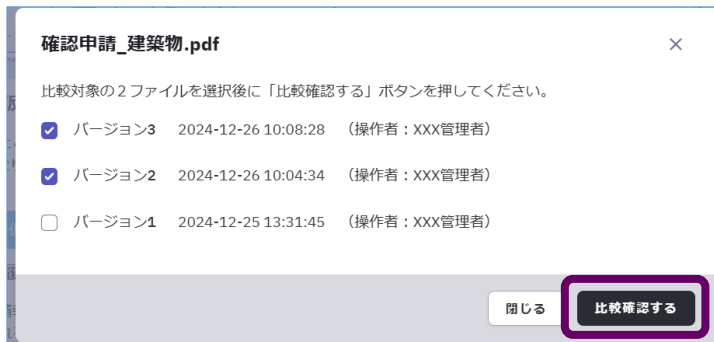 確認申請_建築物.pdf
比較対象の２ファイルを選択後に「比較確認する」ボタンを押してください。
バージョン3 2024-12-26 10:08:28 （操作者：XXX管理者）
バージョン2 2024-12-26 10:04:34 （操作者：XXX管理者）
バージョン1 2024-12-25 13:31:45 （操作者：XXX管理者）
閉じる 比較確認する